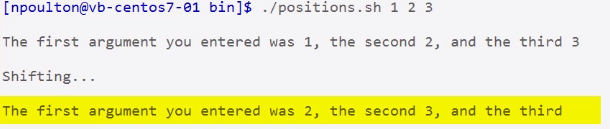 [npoulton@vb-centos7-01 bin]$ ./positions.sh 1 2 3
The first argument you entered was 1, the second 2, and the third 3
Shifting...
The first argument you entered was 2, the second 3, and the third